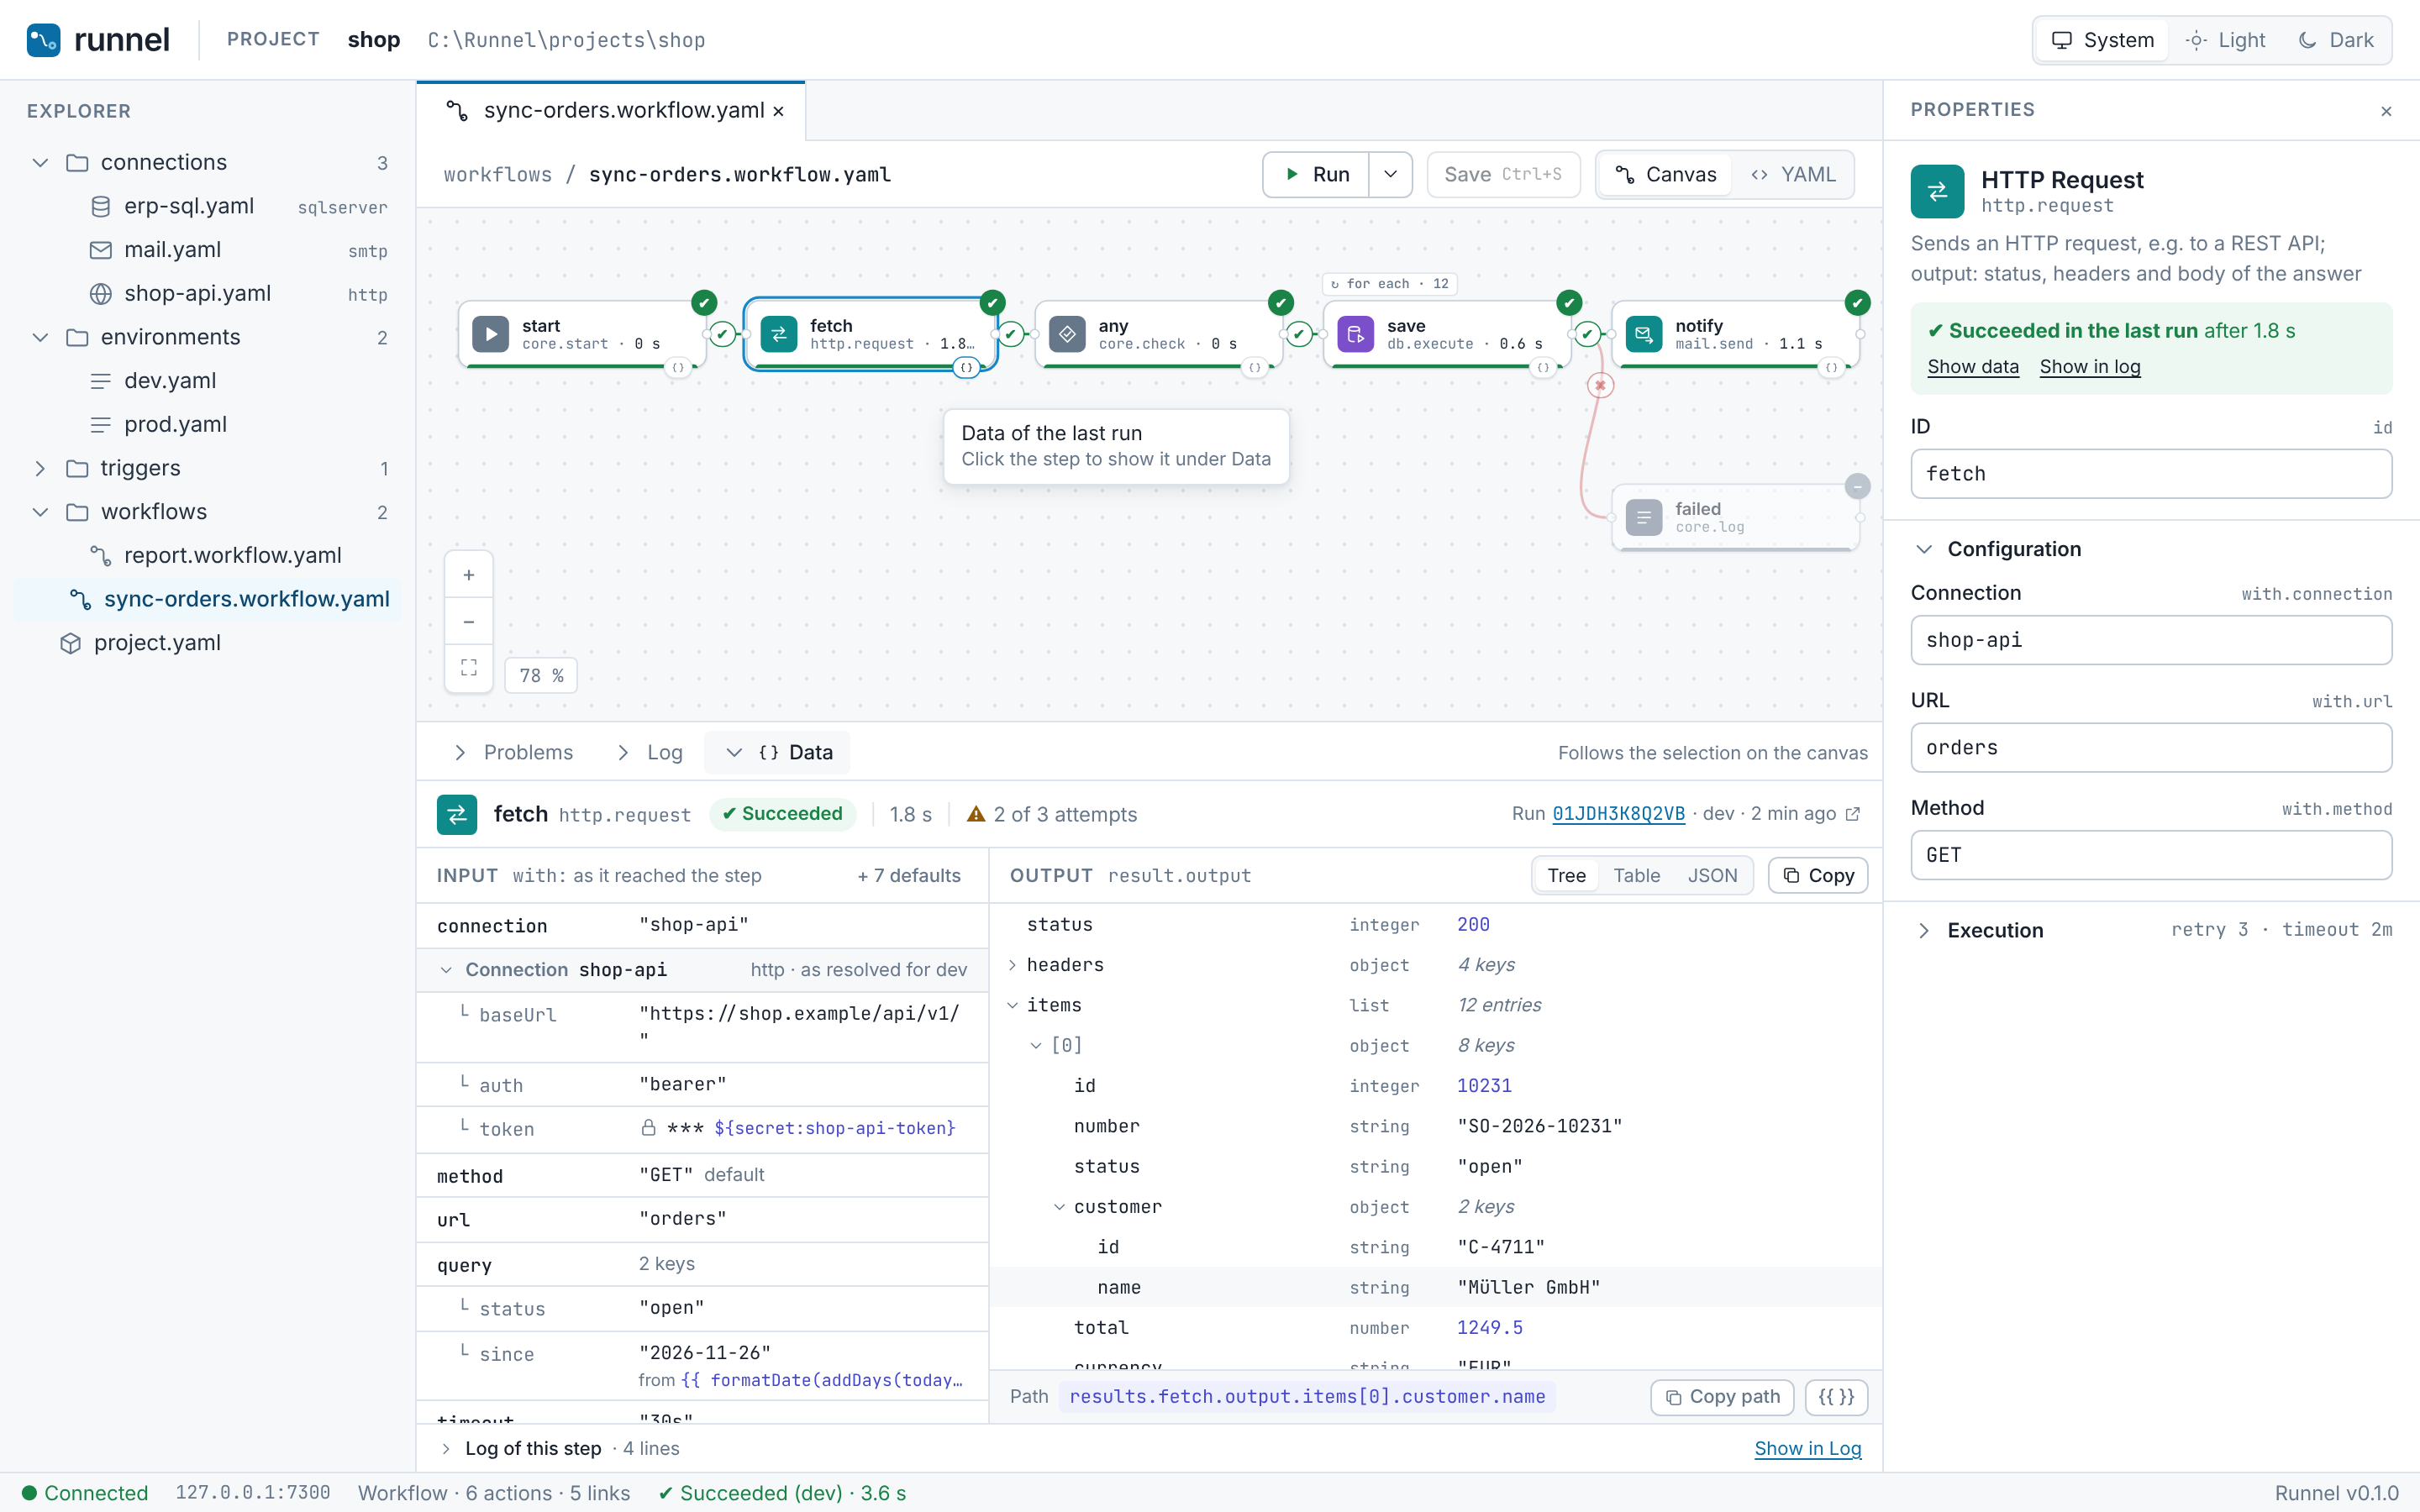 runnel
PROJECT shop C:\Runnel\projects\shop
System Light Dark
EXPLORER
connections 3
erp-sql.yaml sqlserver
mail.yaml smtp
shop-api.yaml http
environments 2
dev.yaml
prod.yaml
triggers 1
workflows 2
report.workflow.yaml
sync-orders.workflow.yaml
project.yaml
sync-orders.workflow.yaml ×
workflows / sync-orders.workflow.yaml
Run Save Ctrl+S Canvas YAML
start
core.start · 0 s
{}
fetch
http.request · 1.8…
{}
any
core.check · 0 s
{}
↻ for each · 12
save
db.execute · 0.6 s
{}
notify
mail.send · 1.1 s
{}
failed
core.log
Data of the last run
Click the step to show it under Data
+
−
78 %
Problems Log {} Data Follows the selection on the canvas
fetch http.request ✔ Succeeded 1.8 s 2 of 3 attempts Run 01JDH3K8Q2VB · dev · 2 min ago
INPUT with: as it reached the step + 7 defaults
connection "shop-api"
Connection shop-api http · as resolved for dev
└ baseUrl "https://shop.example/api/v1/
"
└ auth "bearer"
└ token *** ${secret:shop-api-token}
method "GET" default
url "orders"
query 2 keys
└ status "open"
└ since "2026-11-26"
from {{ formatDate(addDays(today…
timeout "30s"
OUTPUT result.output Tree Table JSON Copy
status integer 200
headers object 4 keys
items list 12 entries
[0] object 8 keys
id integer 10231
number string "SO-2026-10231"
status string "open"
customer object 2 keys
id string "C-4711"
name string "Müller GmbH"
total number 1249.5
currency string "EUR"
Path results.fetch.output.items[0].customer.name Copy path {{ }}
Log of this step · 4 lines Show in Log
PROPERTIES ×
HTTP Request
http.request
Sends an HTTP request, e.g. to a REST API;
output: status, headers and body of the answer
✔ Succeeded in the last run after 1.8 s
Show data Show in log
ID id
fetch
Configuration
Connection with.connection
shop-api
URL with.url
orders
Method with.method
GET
Execution retry 3 · timeout 2m
Connected 127.0.0.1:7300 Workflow · 6 actions · 5 links ✔ Succeeded (dev) · 3.6 s Runnel v0.1.0